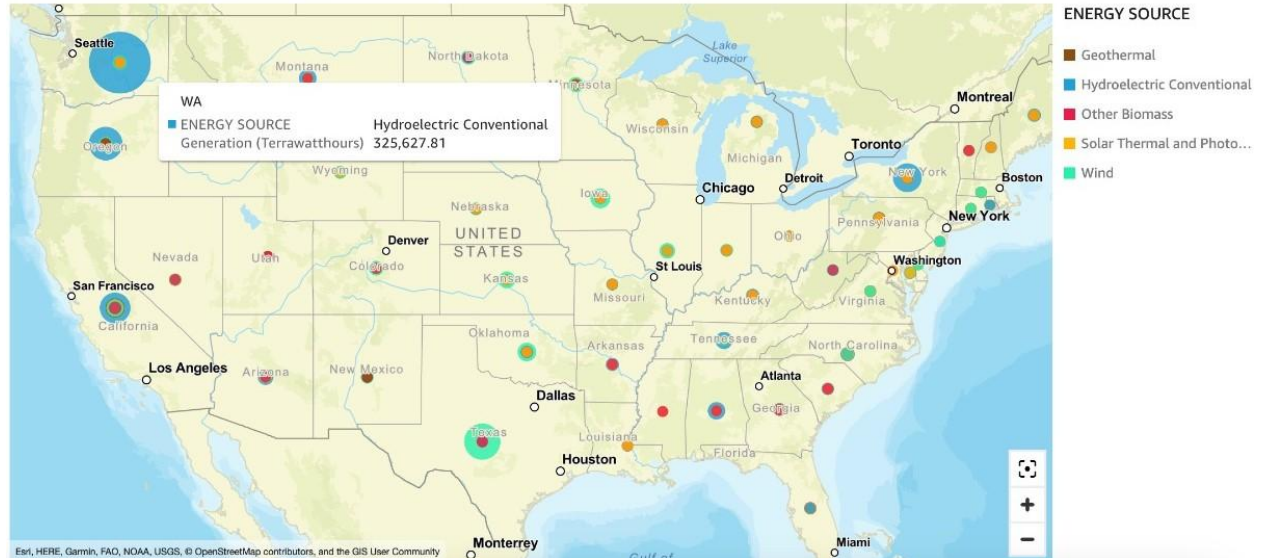 ENERGY SOURCE
Geothermal
Hydroelectric Conventional
Other Biomass
Solar Thermal and Photo...
Wind
Seattle
Montana
North Dakota
Minnesota
Lake
Superior
Montreal
WA
ENERGY SOURCE Hydroelectric Conventional
Generation (Terrawatthours) 325,627.81
Oregon
Wisconsin
Michigan
Toronto
New York
Wyoming
Detroit
Boston
Chicago
Iowa
Nebraska
New York
Pennsylvania
UNITED
STATES
Ohio
Denver
Nevada
Utah
Colorado
Kansas
St Louis
Washington
San Francisco
Missouri
Kentucky
Virginia
California
Oklahoma
Arkansas
Tennessee
North Carolina
Los Angeles
Arizona
New Mexico
Atlanta
Dallas
Georgia
Texas
Louisiana
Florida
Houston
+
−
Monterrey
Miami
Gulf of
Esri, HERE, Garmin, FAO, NOAA, USGS, © OpenStreetMap contributors, and the GIS User Community